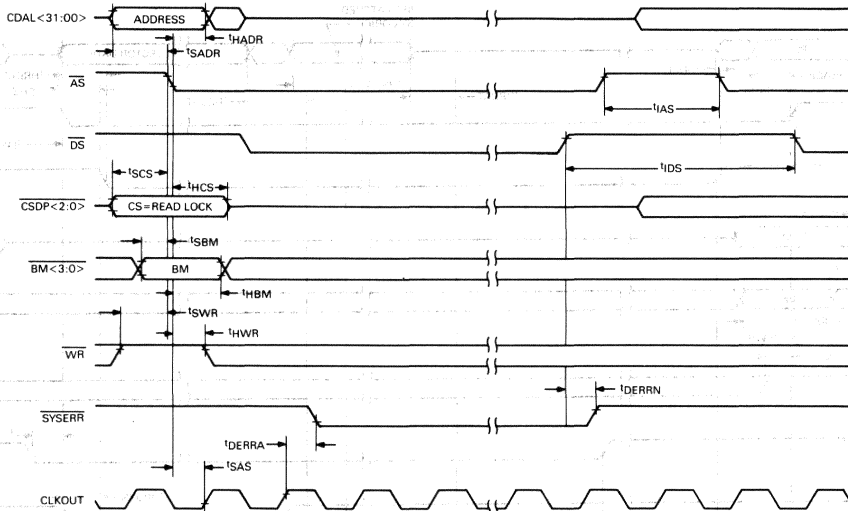 CDAL<31:00>
ADDRESS
tHADR
tSADR
AS
tIAS
DS
tSCS
tHCS
tIDS
CSDP<2:0>
CS=READ LOCK
tSBM
BM<3:0>
BM
tHBM
tSWR
tHWR
WR
tDERRN
SYSERR
tDERRA
tSAS
CLKOUT